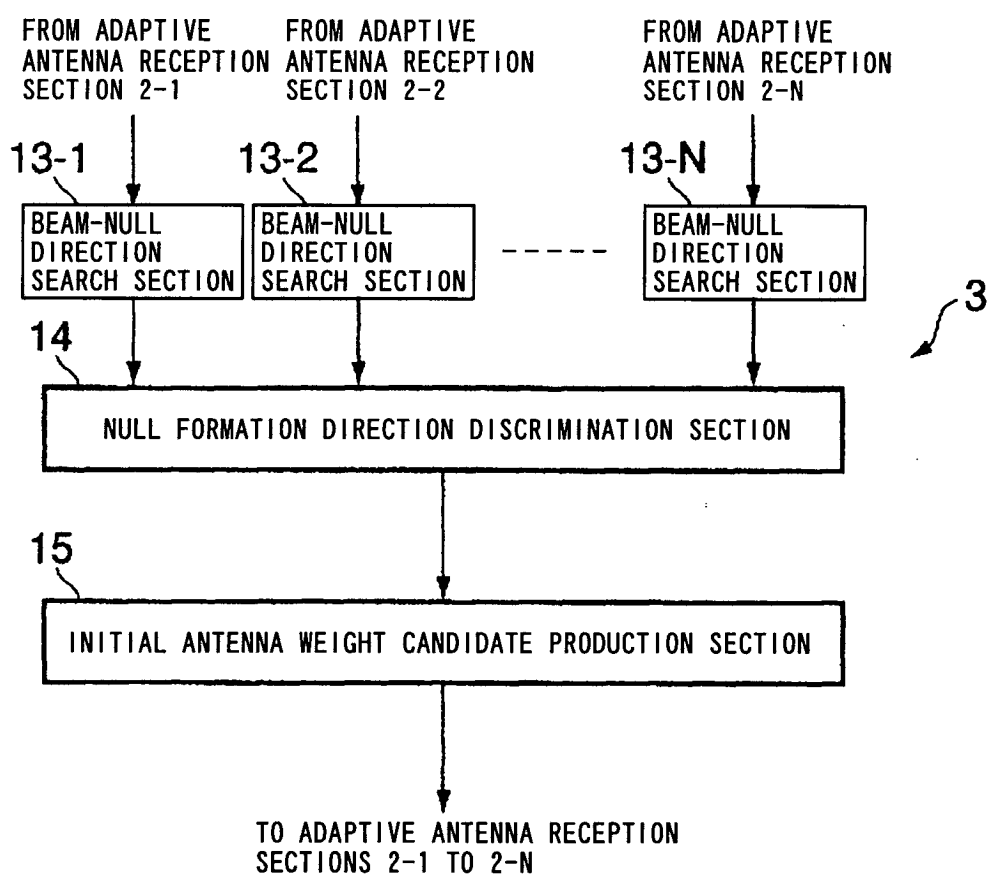 FROM ADAPTIVE
ANTENNA RECEPTION
SECTION 2-1
FROM ADAPTIVE
ANTENNA RECEPTION
SECTION 2-2
FROM ADAPTIVE
ANTENNA RECEPTION
SECTION 2-N
13-1
13-2
13-N
BEAM-NULL
DIRECTION
SEARCH SECTION
BEAM-NULL
DIRECTION
SEARCH SECTION
BEAM-NULL
DIRECTION
SEARCH SECTION
3
14
NULL FORMATION DIRECTION DISCRIMINATION SECTION
15
INITIAL ANTENNA WEIGHT CANDIDATE PRODUCTION SECTION
TO ADAPTIVE ANTENNA RECEPTION
SECTIONS 2-1 TO 2-N